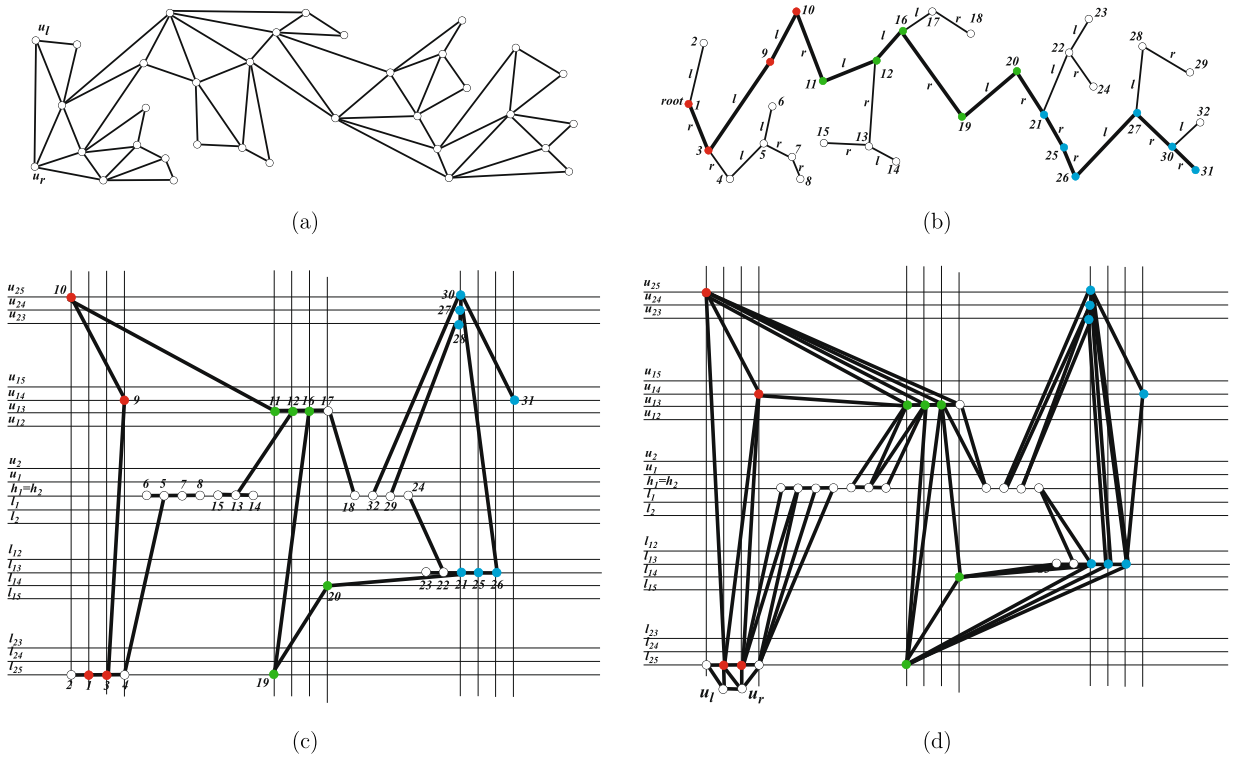 u_l
u_r
(a)
10
16
17
18
l
r
23
2
9
l
r
l
l
12
20
22
28
29
root
1
11
l
r
24
6
r
19
l
r
21
27
32
3
15
13
14
5
7
8
4
25
26
30
31
(b)
10
u_25
u_24
u_23
30
27
28
u_15
u_14
u_13
u_12
9
11 12 16 17
31
u_2
u_1
h_1=h_2
l_1
l_2
6 5 7 8
15 13 14
18 32 29
24
l_12
l_13
l_14
l_15
23 22 21 25 26
20
l_23
l_24
l_25
2 1 3 4
19
(c)
u_25
u_24
u_23
u_15
u_14
u_13
u_12
u_2
u_1
h_1=h_2
l_1
l_2
l_12
l_13
l_14
l_15
l_23
l_24
l_25
u_l
u_r
(d)